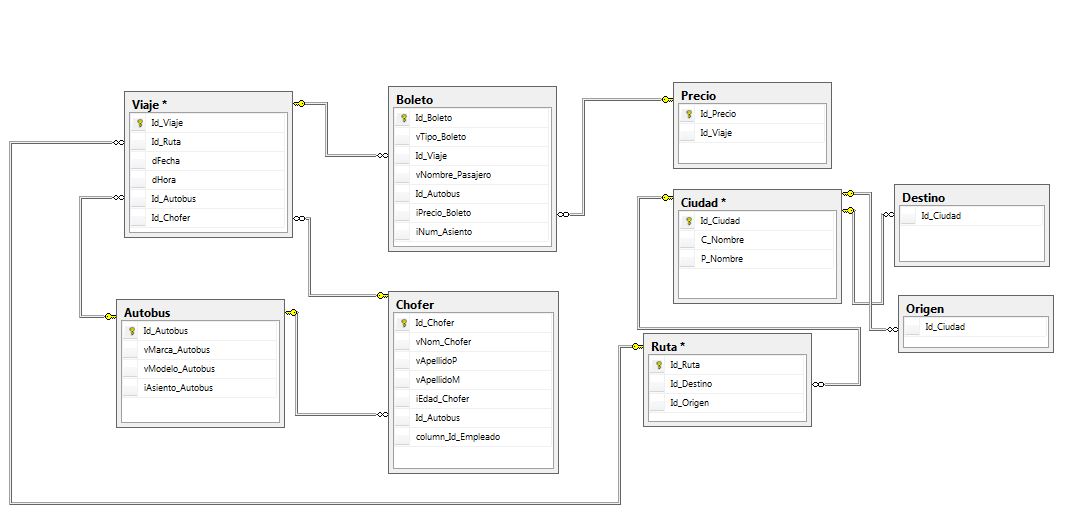 Viaje *
Id_Viaje
Id_Ruta
dFecha
dHora
Id_Autobus
Id_Chofer
Boleto
Id_Boleto
vTipo_Boleto
Id_Viaje
vNombre_Pasajero
Id_Autobus
iPrecio_Boleto
iNum_Asiento
Precio
Id_Precio
Id_Viaje
Ciudad *
Id_Ciudad
C_Nombre
P_Nombre
Destino
Id_Ciudad
Origen
Id_Ciudad
Autobus
Id_Autobus
vMarca_Autobus
vModelo_Autobus
iAsiento_Autobus
Chofer
Id_Chofer
vNom_Chofer
vApellidoP
vApellidoM
iEdad_Chofer
Id_Autobus
column_Id_Empleado
Ruta *
Id_Ruta
Id_Destino
Id_Origen